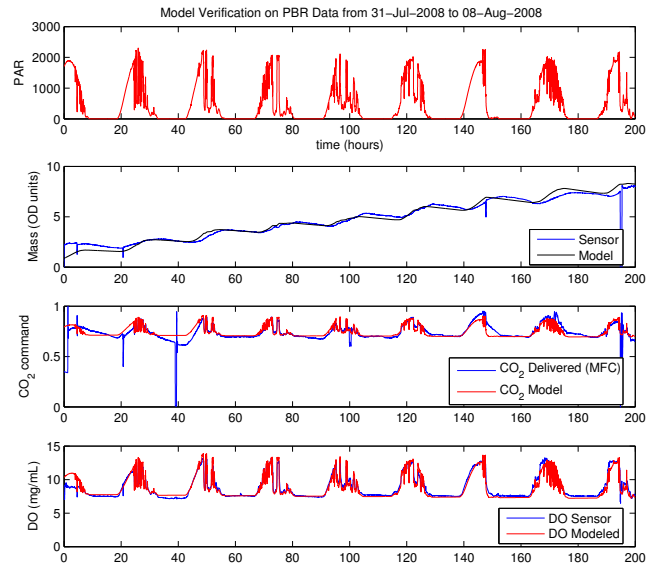 Model Verification on PBR Data from 31-Jul-2008 to 08-Aug-2008
3000
2000
1000
0
PAR
0 20 40 60 80 100 120 140 160 180 200
time (hours)
10
5
0
Mass (OD units)
Sensor
Model
0 20 40 60 80 100 120 140 160 180 200
1
0.5
0
CO2 command
CO2 Delivered (MFC)
CO2 Model
0 20 40 60 80 100 120 140 160 180 200
15
10
5
0
DO (mg/mL)
DO Sensor
DO Modeled
0 20 40 60 80 100 120 140 160 180 200